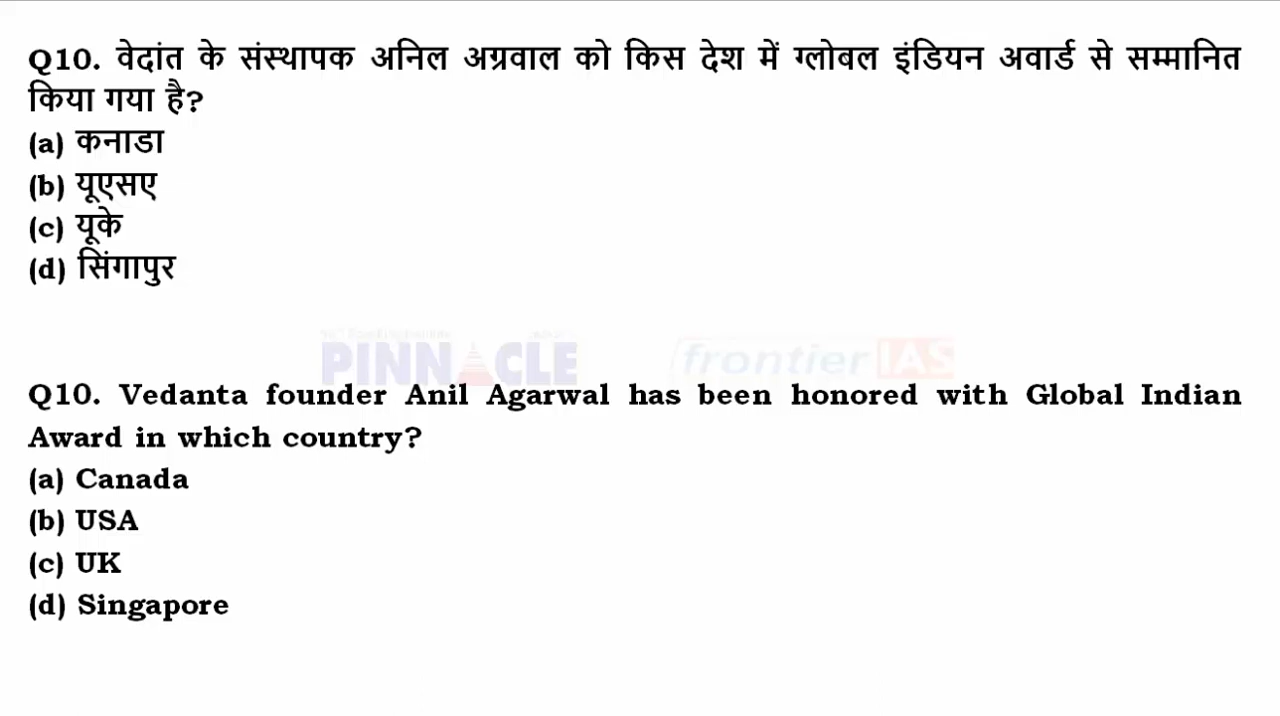 Q10. वेदांत के संस्थापक अनिल अग्रवाल को किस देश में ग्लोबल इंडियन अवार्ड से सम्मानित
किया गया है?
(a) कनाडा
(b) यूएसए
(c) यूके
(d) सिंगापुर
PINNACLE frontier IAS
Q10. Vedanta founder Anil Agarwal has been honored with Global Indian
Award in which country?
(a) Canada
(b) USA
(c) UK
(d) Singapore